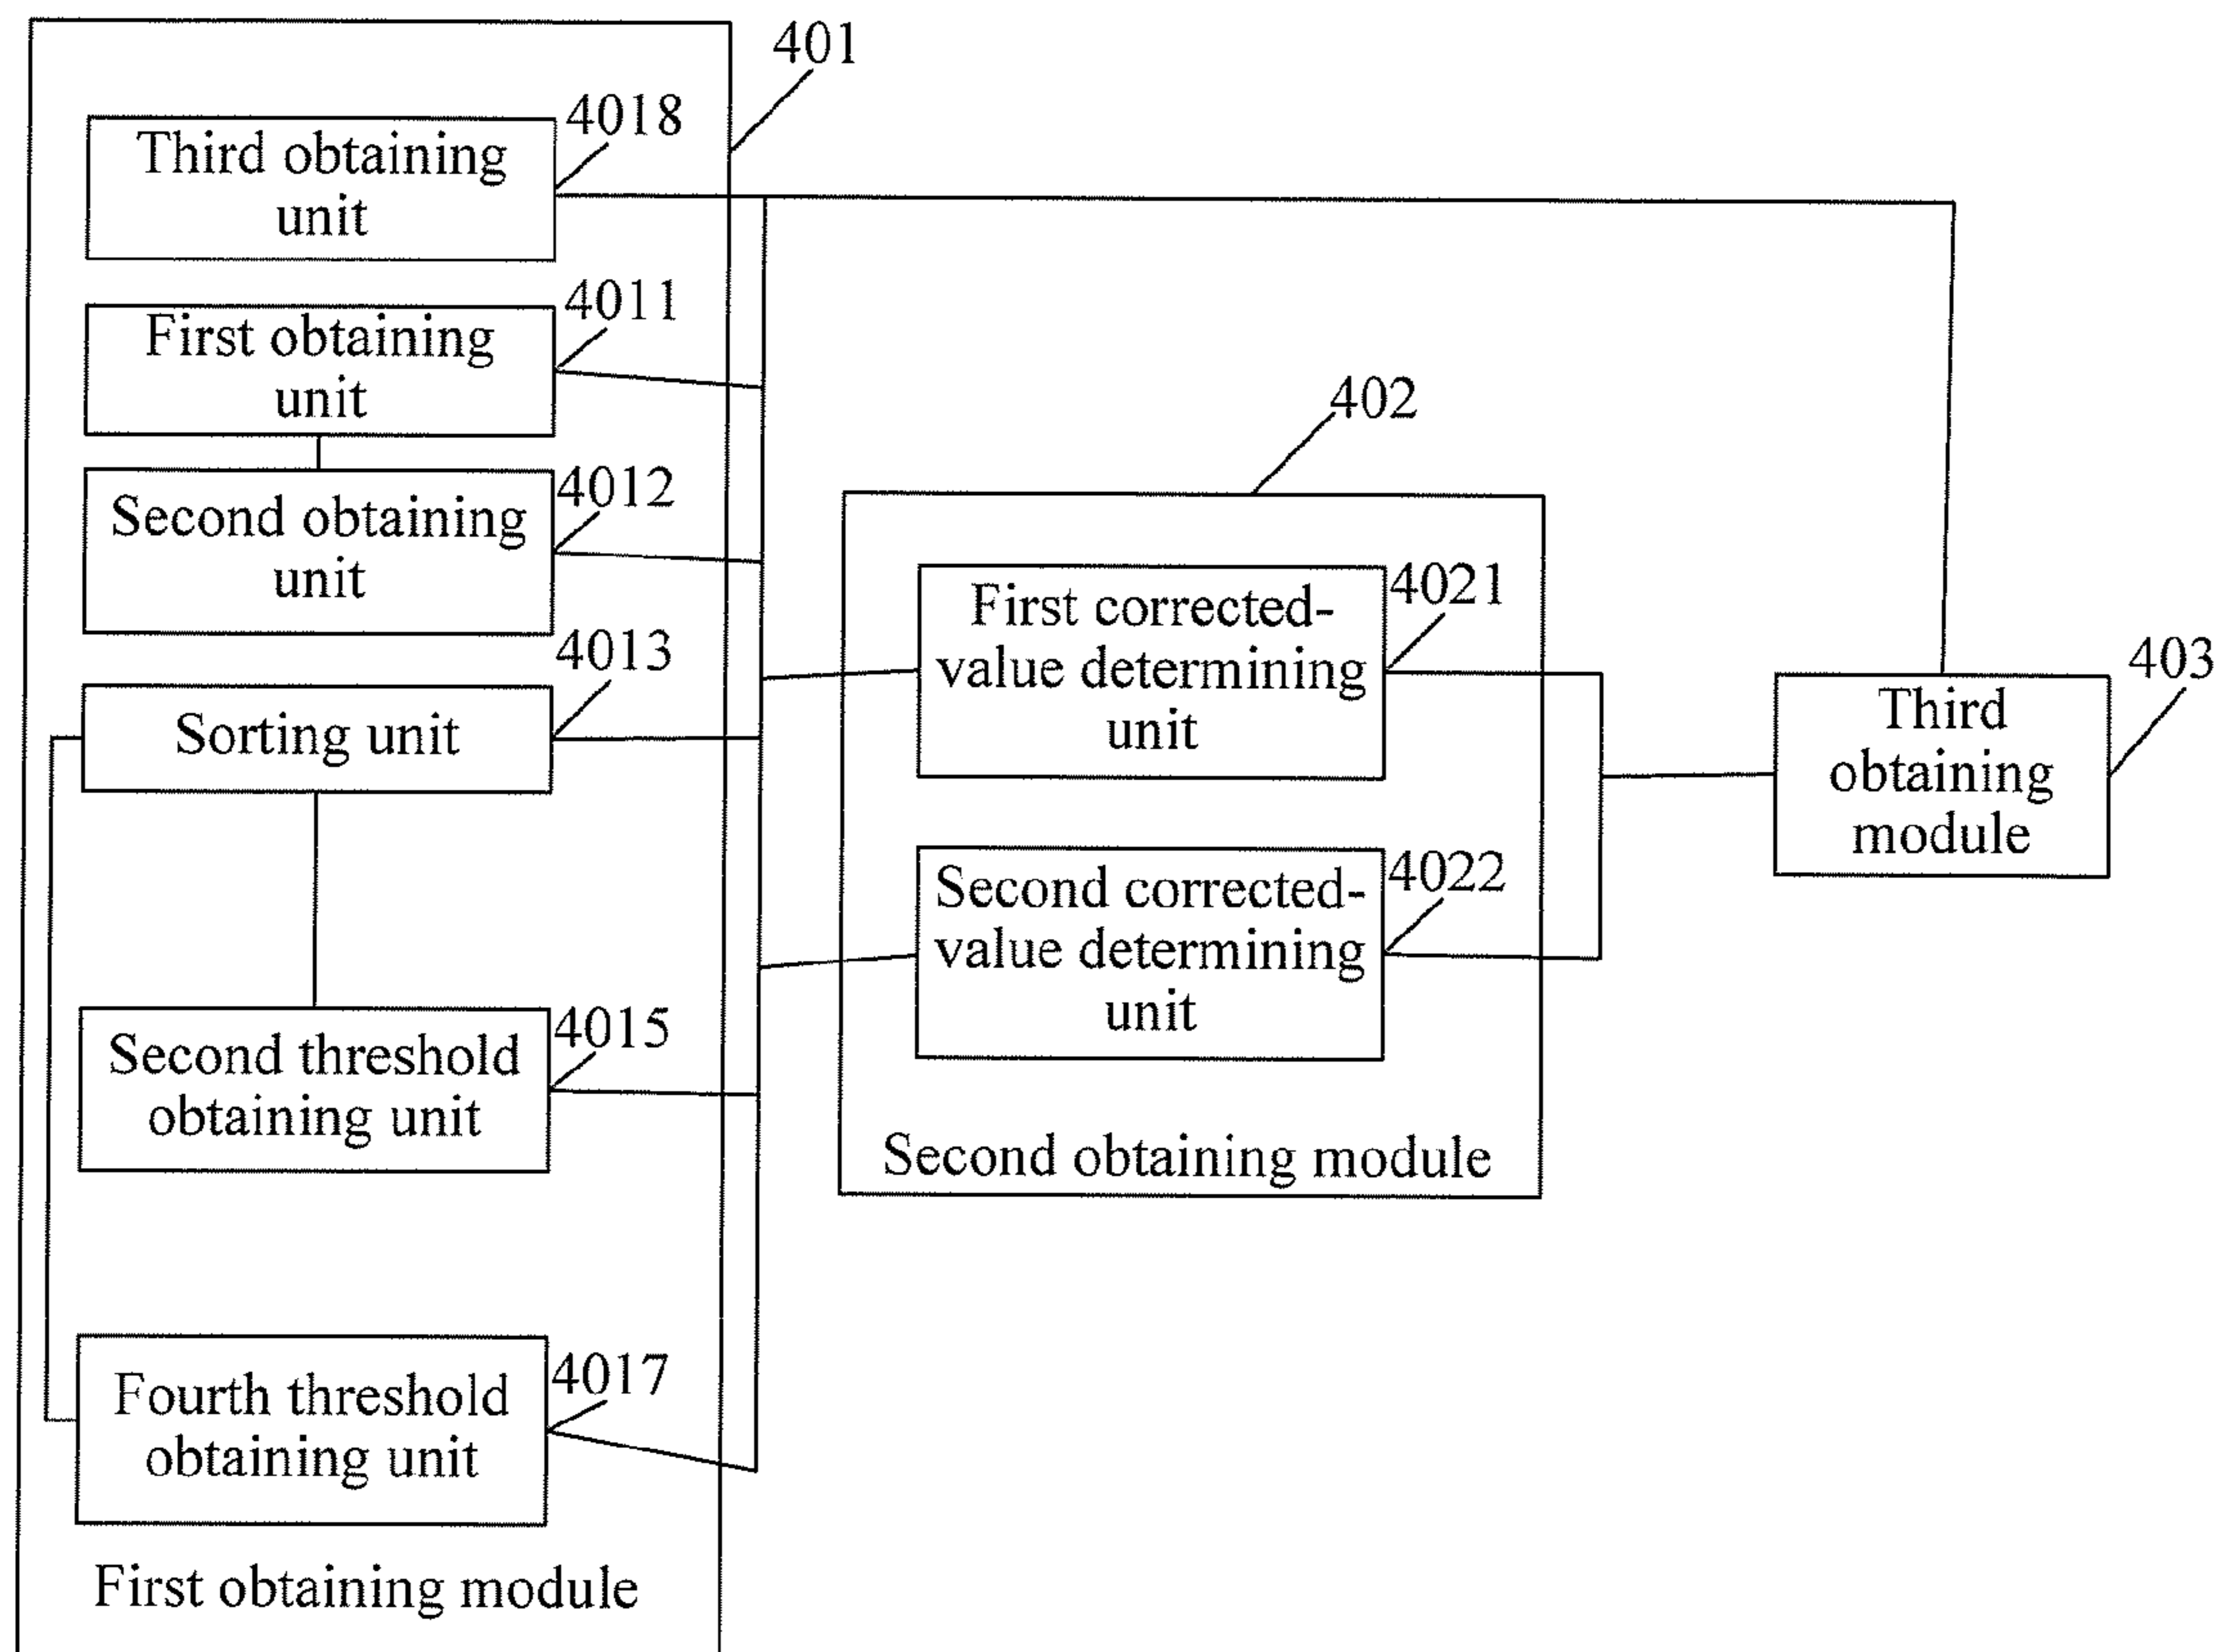 401
4018
Third obtaining
unit
4011
First obtaining
unit
4012
Second obtaining
unit
4013
Sorting unit
4015
Second threshold
obtaining unit
4017
Fourth threshold
obtaining unit
First obtaining module
402
4021
First corrected-
value determining
unit
4022
Second corrected-
value determining
unit
Second obtaining module
403
Third
obtaining
module